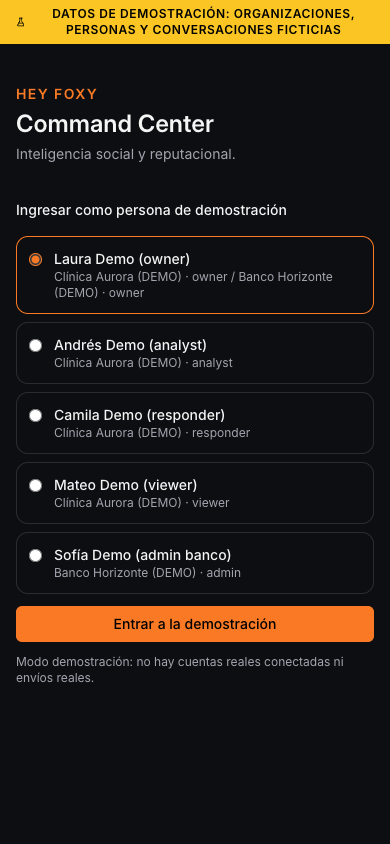 DATOS DE DEMOSTRACIÓN: ORGANIZACIONES,
PERSONAS Y CONVERSACIONES FICTICIAS
HEY FOXY
Command Center
Inteligencia social y reputacional.
Ingresar como persona de demostración
Laura Demo (owner)
Clínica Aurora (DEMO) · owner / Banco Horizonte
(DEMO) · owner
Andrés Demo (analyst)
Clínica Aurora (DEMO) · analyst
Camila Demo (responder)
Clínica Aurora (DEMO) · responder
Mateo Demo (viewer)
Clínica Aurora (DEMO) · viewer
Sofía Demo (admin banco)
Banco Horizonte (DEMO) · admin
Entrar a la demostración
Modo demostración: no hay cuentas reales conectadas ni
envíos reales.